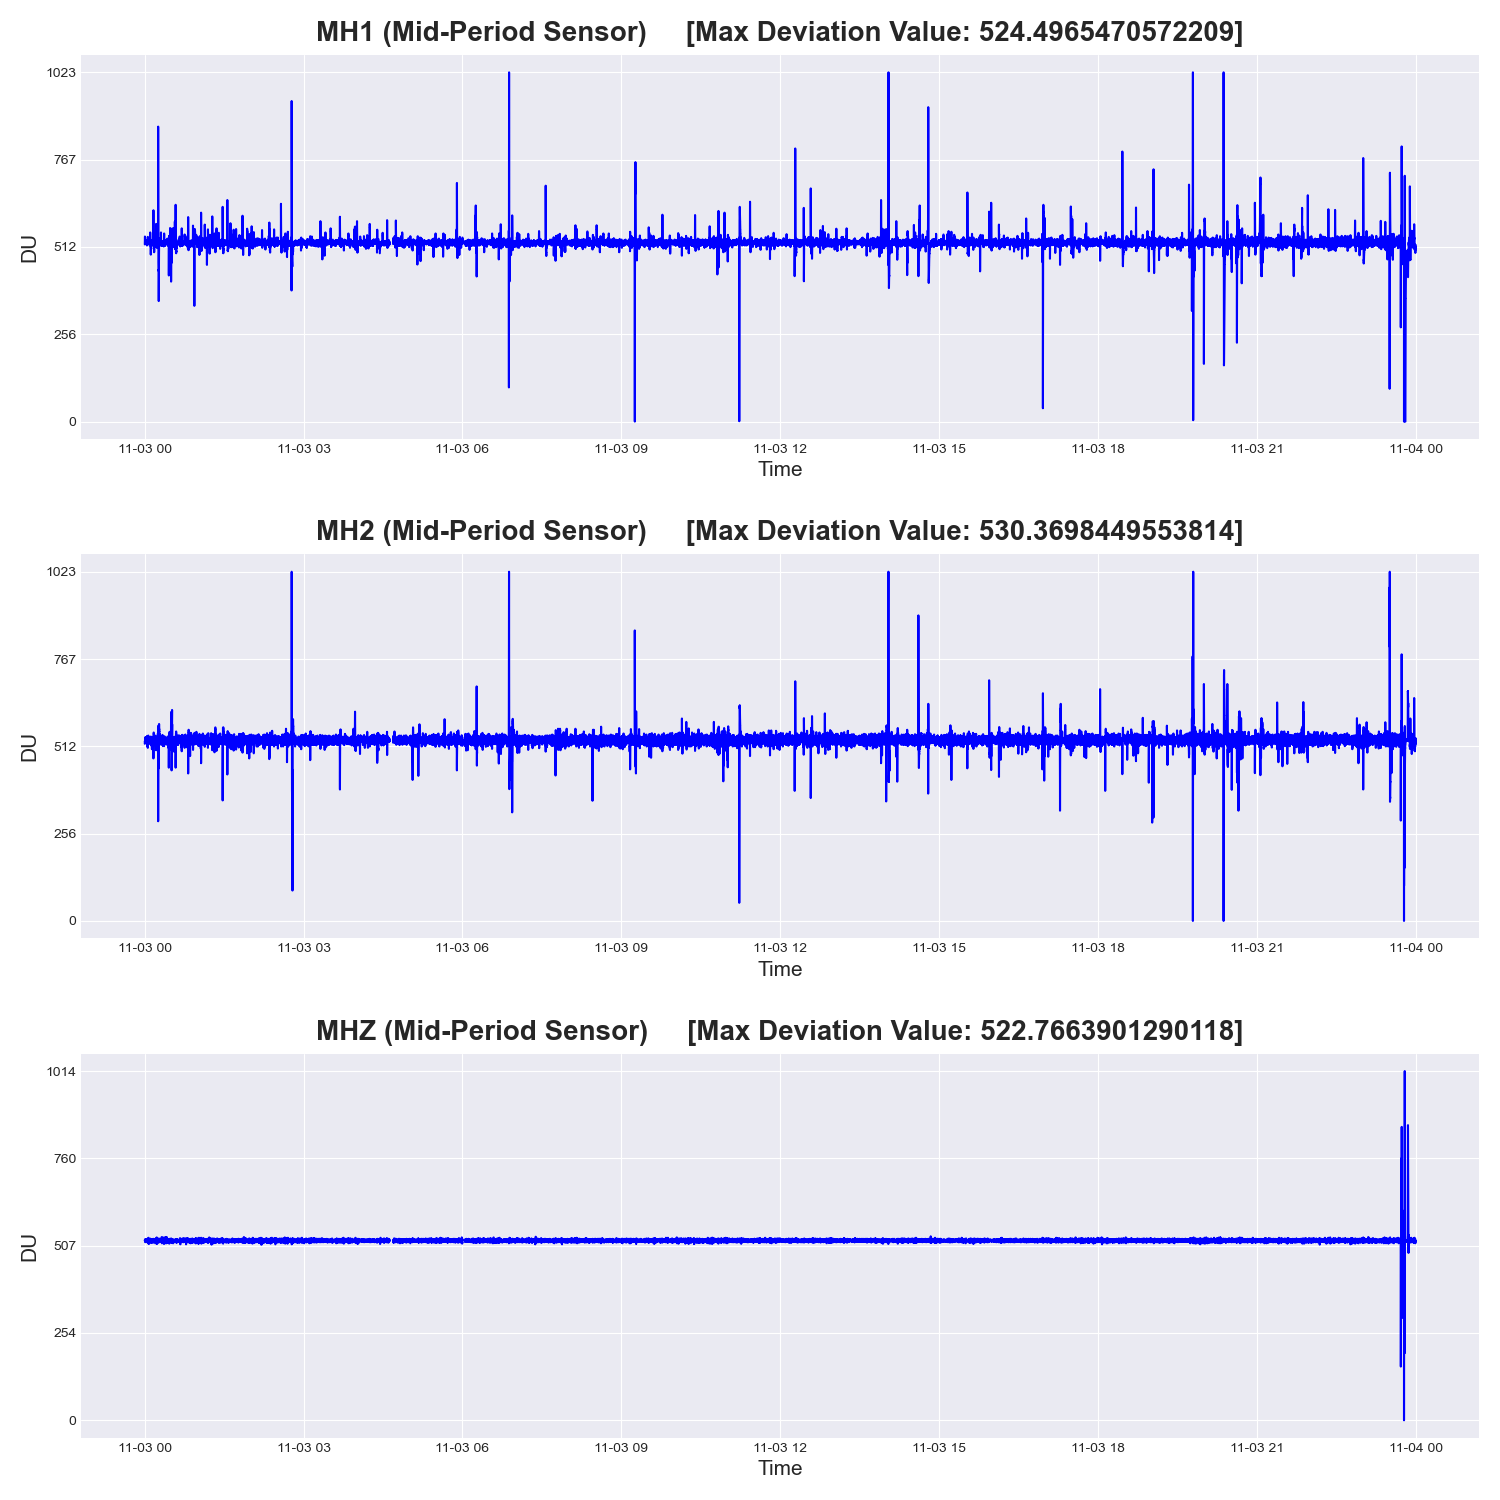 MH1 (Mid-Period Sensor) [Max Deviation Value: 524.4965470572209]
1023
767
512
256
0
DU
11-03 00 11-03 03 11-03 06 11-03 09 11-03 12 11-03 15 11-03 18 11-03 21 11-04 00
Time
MH2 (Mid-Period Sensor) [Max Deviation Value: 530.3698449553814]
1023
767
512
256
0
DU
11-03 00 11-03 03 11-03 06 11-03 09 11-03 12 11-03 15 11-03 18 11-03 21 11-04 00
Time
MHZ (Mid-Period Sensor) [Max Deviation Value: 522.7663901290118]
1014
760
507
254
0
DU
11-03 00 11-03 03 11-03 06 11-03 09 11-03 12 11-03 15 11-03 18 11-03 21 11-04 00
Time